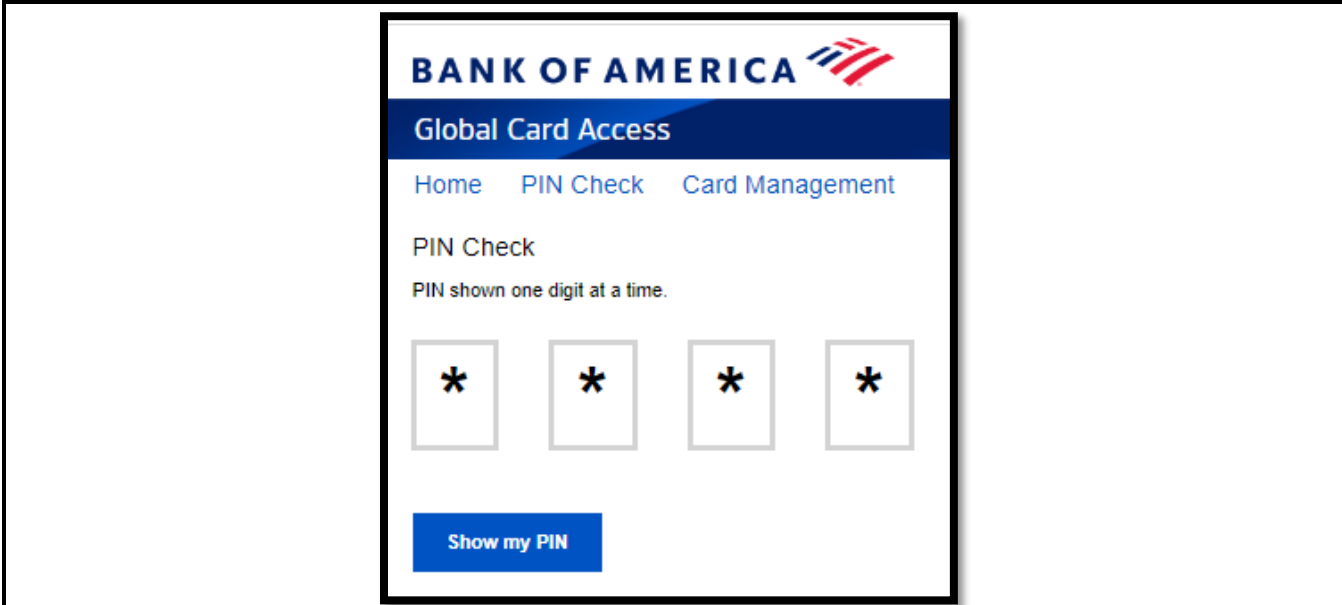 BANK OF AMERICA
Global Card Access
Home PIN Check Card Management
PIN Check
PIN shown one digit at a time.
* * * *
Show my PIN